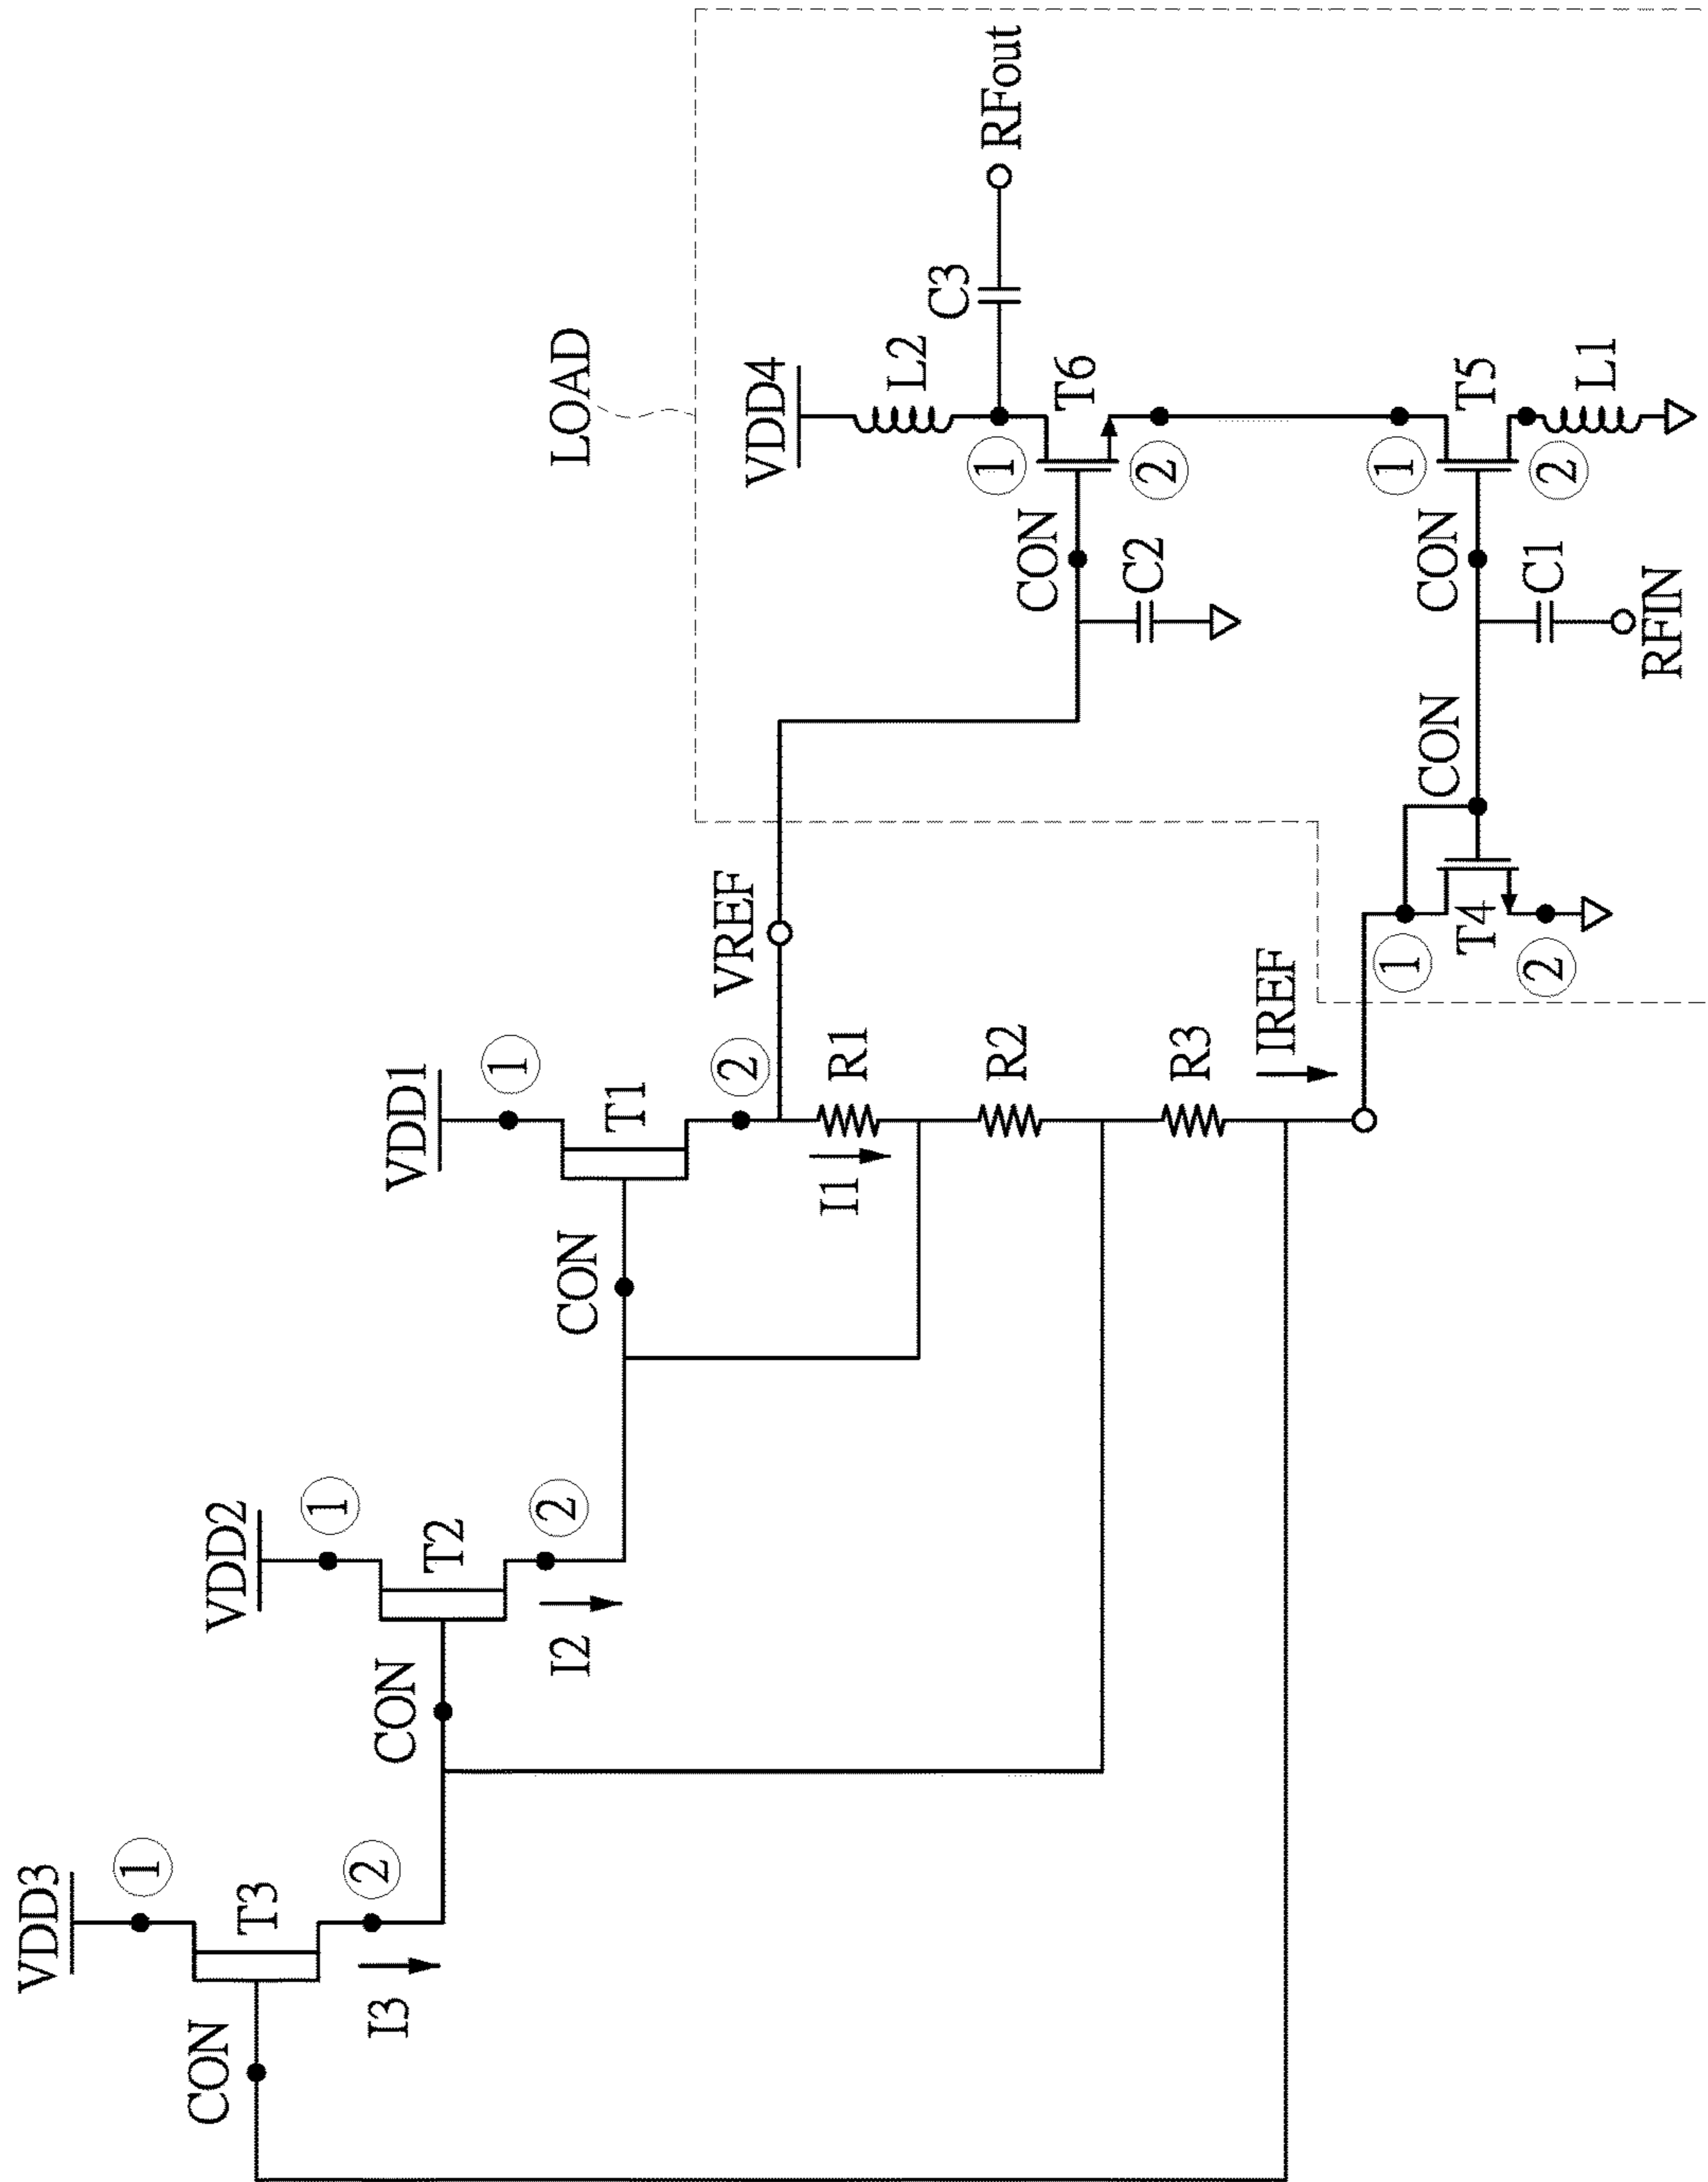 LOAD
VDD4
L2
C3
RFout
①
T6
②
CON
C2
①
T5
②
L1
CON
C1
RFIN
CON
①
T4
②
VREF
IREF
VDD1
①
T1
②
CON
I1
R1
R2
R3
VDD2
①
T2
②
CON
I2
VDD3
①
T3
②
CON
I3